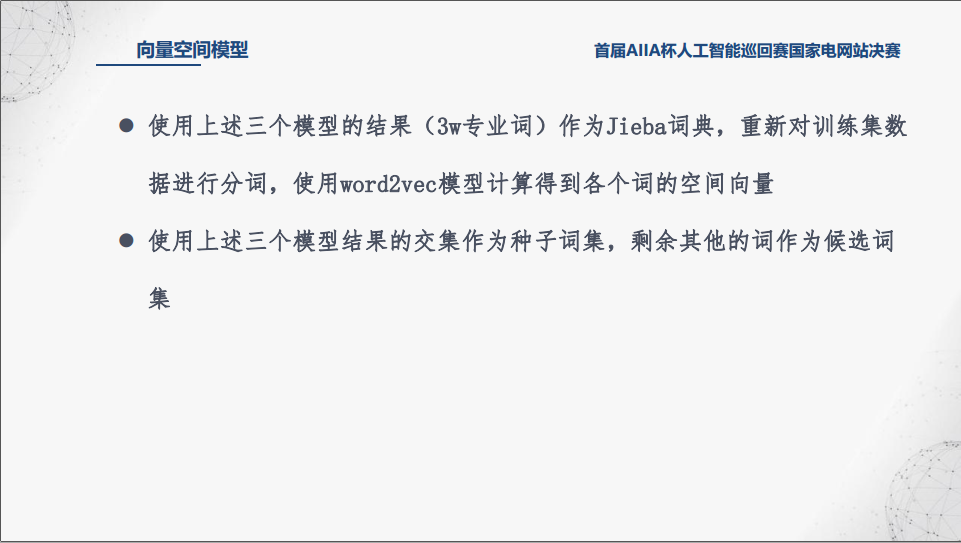 向量空间模型
首届AIIA杯人工智能巡回赛国家电网站决赛
● 使用上述三个模型的结果（3w专业词）作为Jieba词典，重新对训练集数
据进行分词，使用word2vec模型计算得到各个词的空间向量
● 使用上述三个模型结果的交集作为种子词集，剩余其他的词作为候选词
集